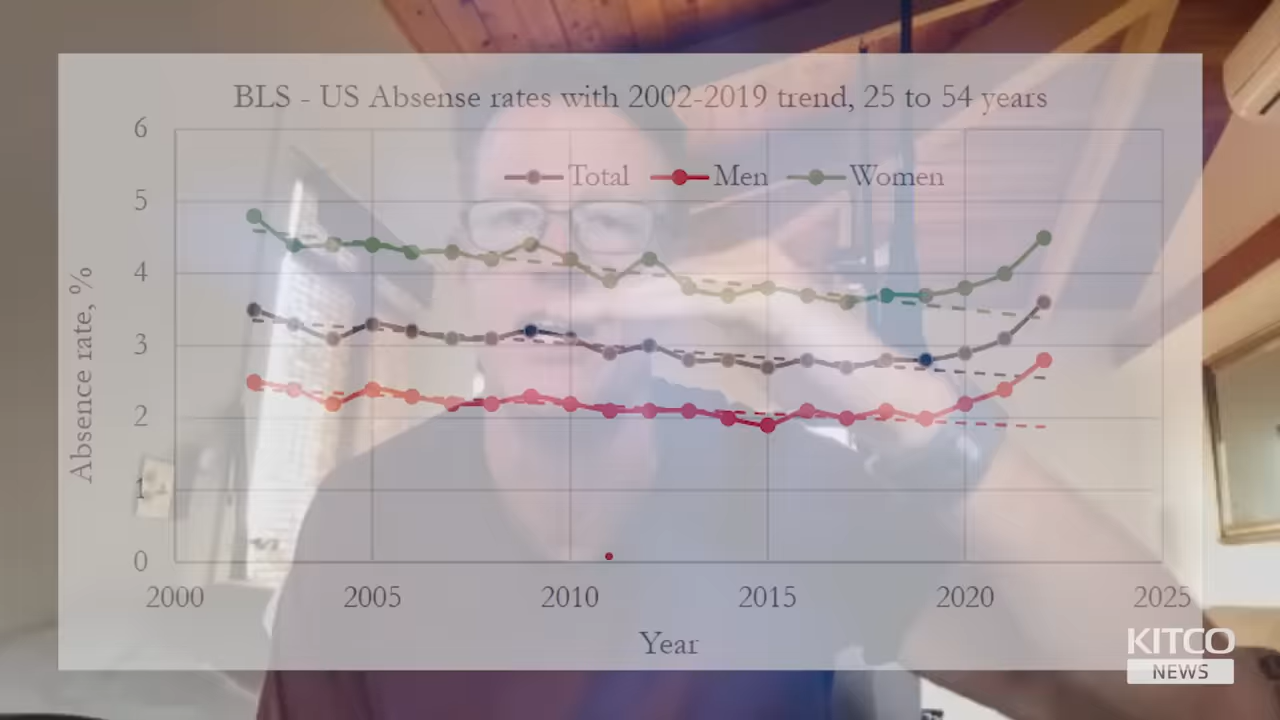 BLS - US Absense rates with 2002-2019 trend, 25 to 54 years
6
Total Men Women
5
4
3
2
1
0
Absence rate, %
2000 2005 2010 2015 2020 2025
Year
KITCO
NEWS